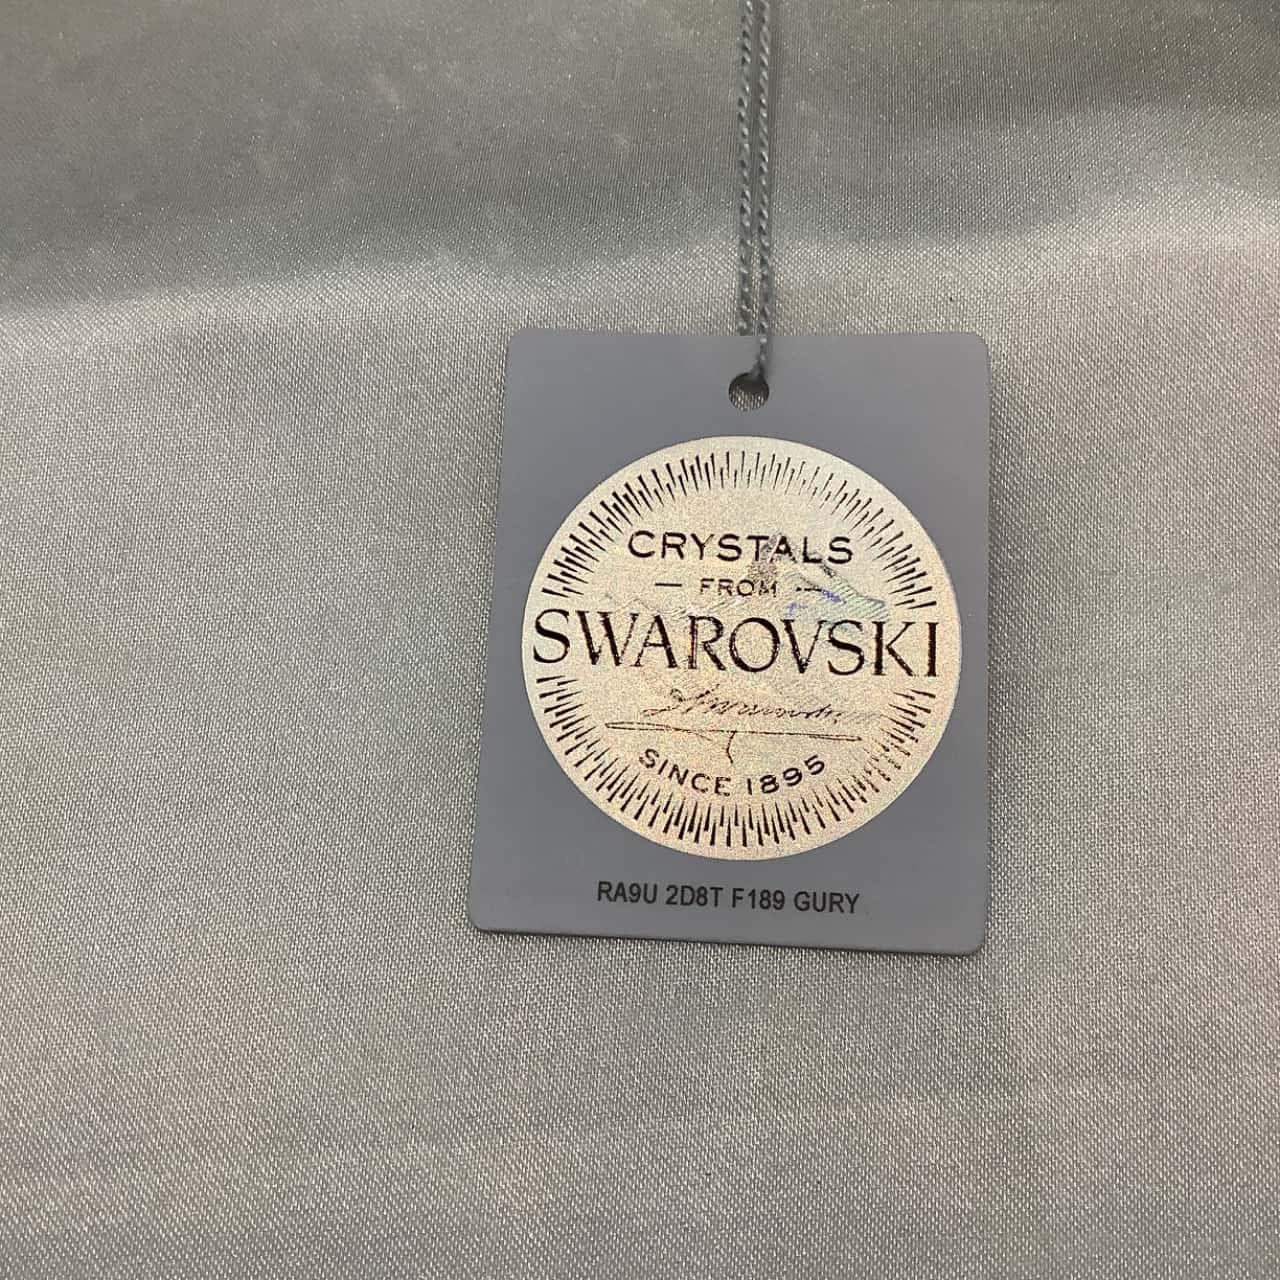 CRYSTALS
— FROM —
SWAROVSKI
SINCE 1895
RA9U 2D8T F189 GURY